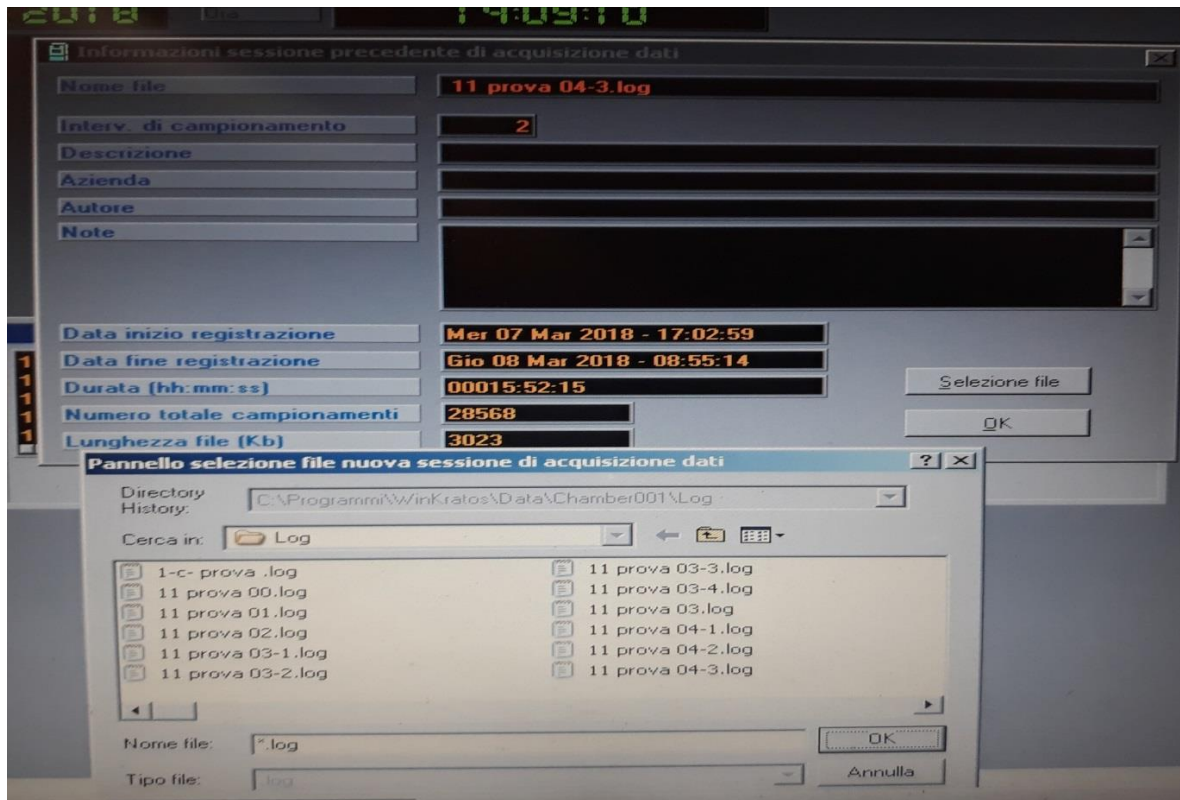 2018 Ora 14:09:10
Informazioni sessione precedente di acquisizione dati
Nome file 11 prova 04-3.log
Interv. di campionamento 2
Descrizione
Azienda
Autore
Note
Data inizio registrazione Mer 07 Mar 2018 - 17:02:59
Data fine registrazione Gio 08 Mar 2018 - 08:55:14
Durata (hh:mm:ss) 00015:52:15
Selezione file
Numero totale campionamenti 28568
OK
Lunghezza file (Kb) 3023
Pannello selezione file nuova sessione di acquisizione dati
Directory
History: C:\Programmi\WinKratos\Data\Chamber001\Log
Cerca in: Log
1-c- prova .log
11 prova 00.log
11 prova 01.log
11 prova 02.log
11 prova 03-1.log
11 prova 03-2.log
11 prova 03-3.log
11 prova 03-4.log
11 prova 03.log
11 prova 04-1.log
11 prova 04-2.log
11 prova 04-3.log
Nome file: *.log OK
Tipo file: .log Annulla